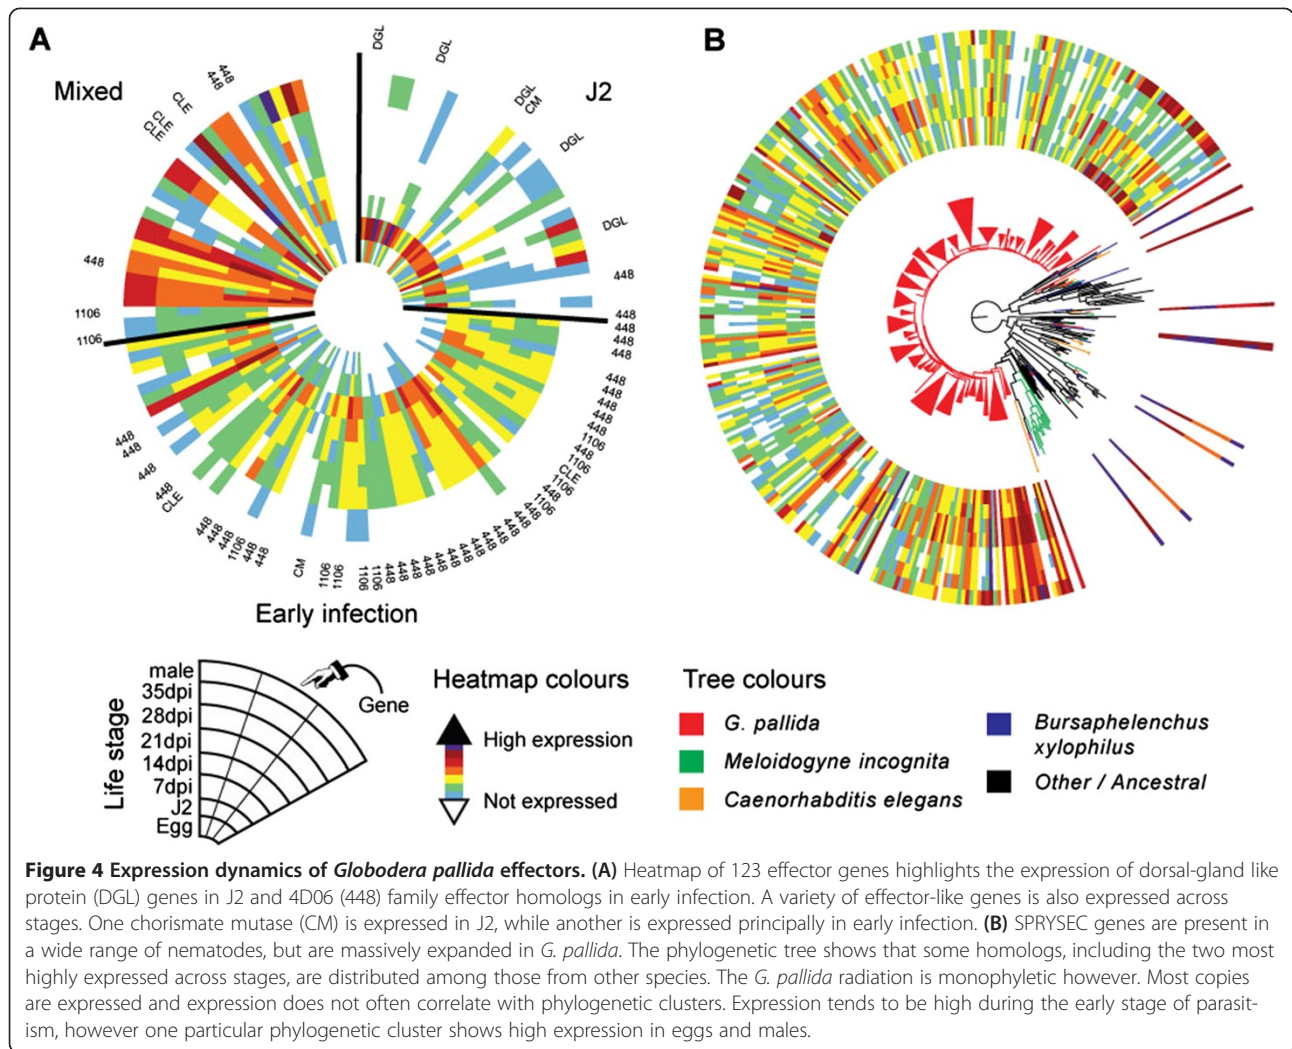 A
B
Mixed
J2
DGL
DGL
DGL
CM
DGL
DGL
448
448
448
448
448
448
448
448
448
448
1106
448
1106
CLE
1106
448
1106
448
448
448
448
448
448
448
448
448
1106
1106
1106
1106
CM
448
448
1106
448
448
CLE
448
448
448
448
1106
1106
448
CLE
CLE
CLE
448
448
Early infection
male
35dpi
28dpi
21dpi
14dpi
7dpi
J2
Egg
Life stage
Gene
Heatmap colours
High expression
Not expressed
Tree colours
G. pallida
Meloidogyne incognita
Caenorhabditis elegans
Bursaphelenchus
xylophilus
Other / Ancestral
Figure 4 Expression dynamics of Globodera pallida effectors. (A) Heatmap of 123 effector genes highlights the expression of dorsal-gland like
protein (DGL) genes in J2 and 4D06 (448) family effector homologs in early infection. A variety of effector-like genes is also expressed across
stages. One chorismate mutase (CM) is expressed in J2, while another is expressed principally in early infection. (B) SPRYSEC genes are present in
a wide range of nematodes, but are massively expanded in G. pallida. The phylogenetic tree shows that some homologs, including the two most
highly expressed across stages, are distributed among those from other species. The G. pallida radiation is monophyletic however. Most copies
are expressed and expression does not often correlate with phylogenetic clusters. Expression tends to be high during the early stage of parasit-
ism, however one particular phylogenetic cluster shows high expression in eggs and males.